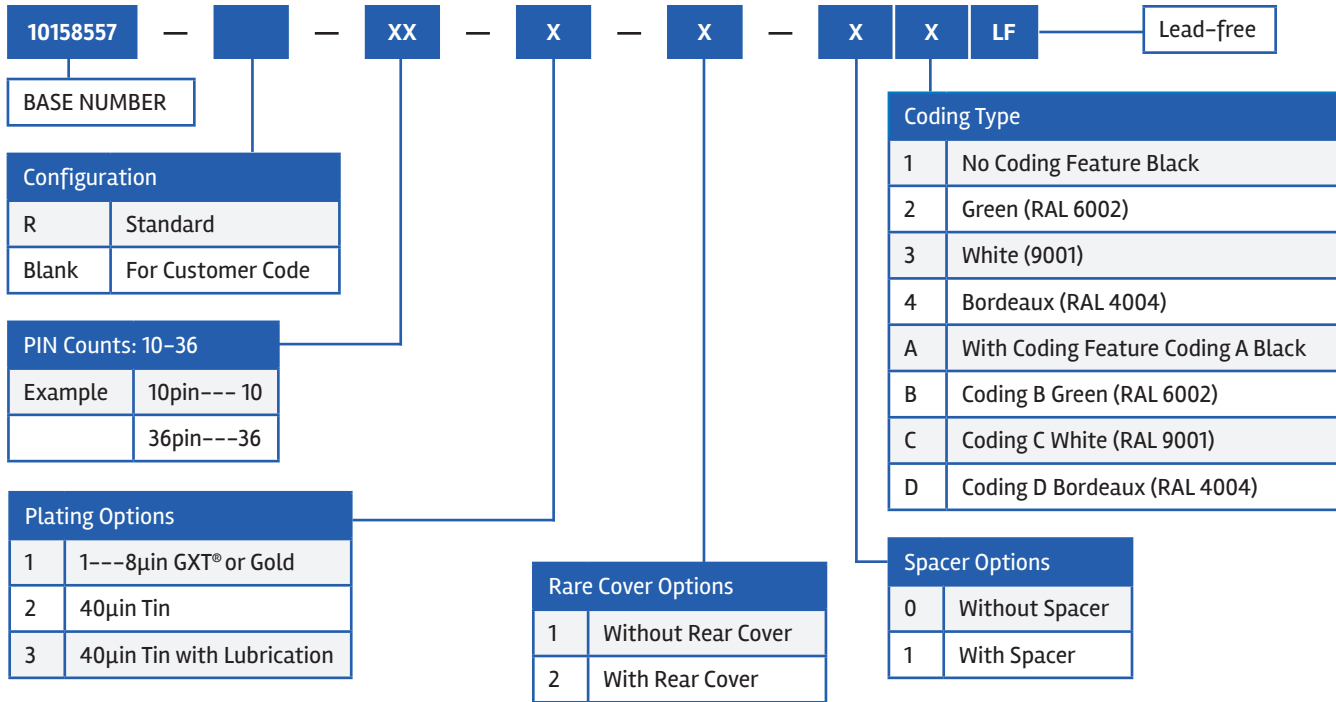 10158557 — — XX — X — X — X X LF Lead-free
BASE NUMBER
Configuration
R Standard
Blank For Customer Code
PIN Counts: 10–36
Example 10pin--- 10
36pin---36
Plating Options
1 1---8µin GXT® or Gold
2 40µin Tin
3 40µin Tin with Lubrication
Rare Cover Options
1 Without Rear Cover
2 With Rear Cover
Coding Type
1 No Coding Feature Black
2 Green (RAL 6002)
3 White (9001)
4 Bordeaux (RAL 4004)
A With Coding Feature Coding A Black
B Coding B Green (RAL 6002)
C Coding C White (RAL 9001)
D Coding D Bordeaux (RAL 4004)
Spacer Options
0 Without Spacer
1 With Spacer